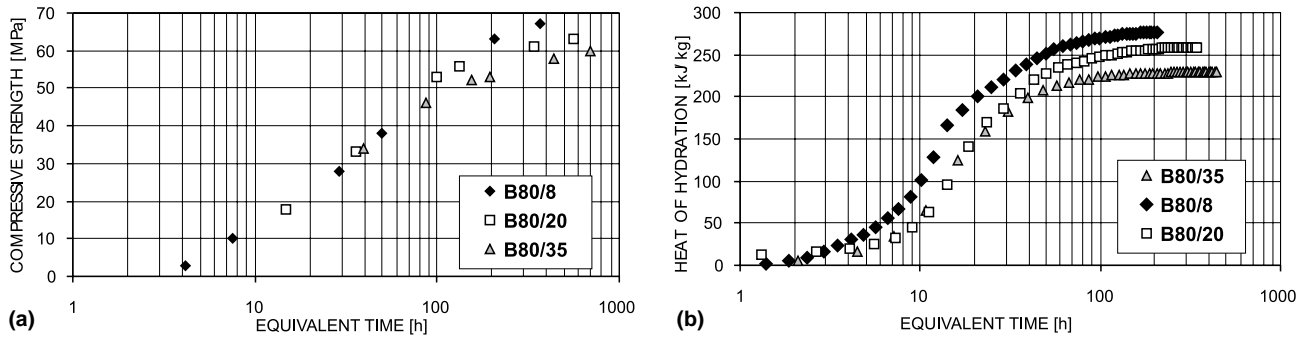 COMPRESSIVE STRENGTH [MPa]
70
60
50
40
30
20
10
0
B80/8
B80/20
B80/35
1
10
100
1000
(a)
EQUIVALENT TIME [h]
HEAT OF HYDRATION [kJ/ kg]
300
250
200
150
100
50
0
B80/35
B80/8
B80/20
1
10
100
1000
(b)
EQUIVALENT TIME [h]